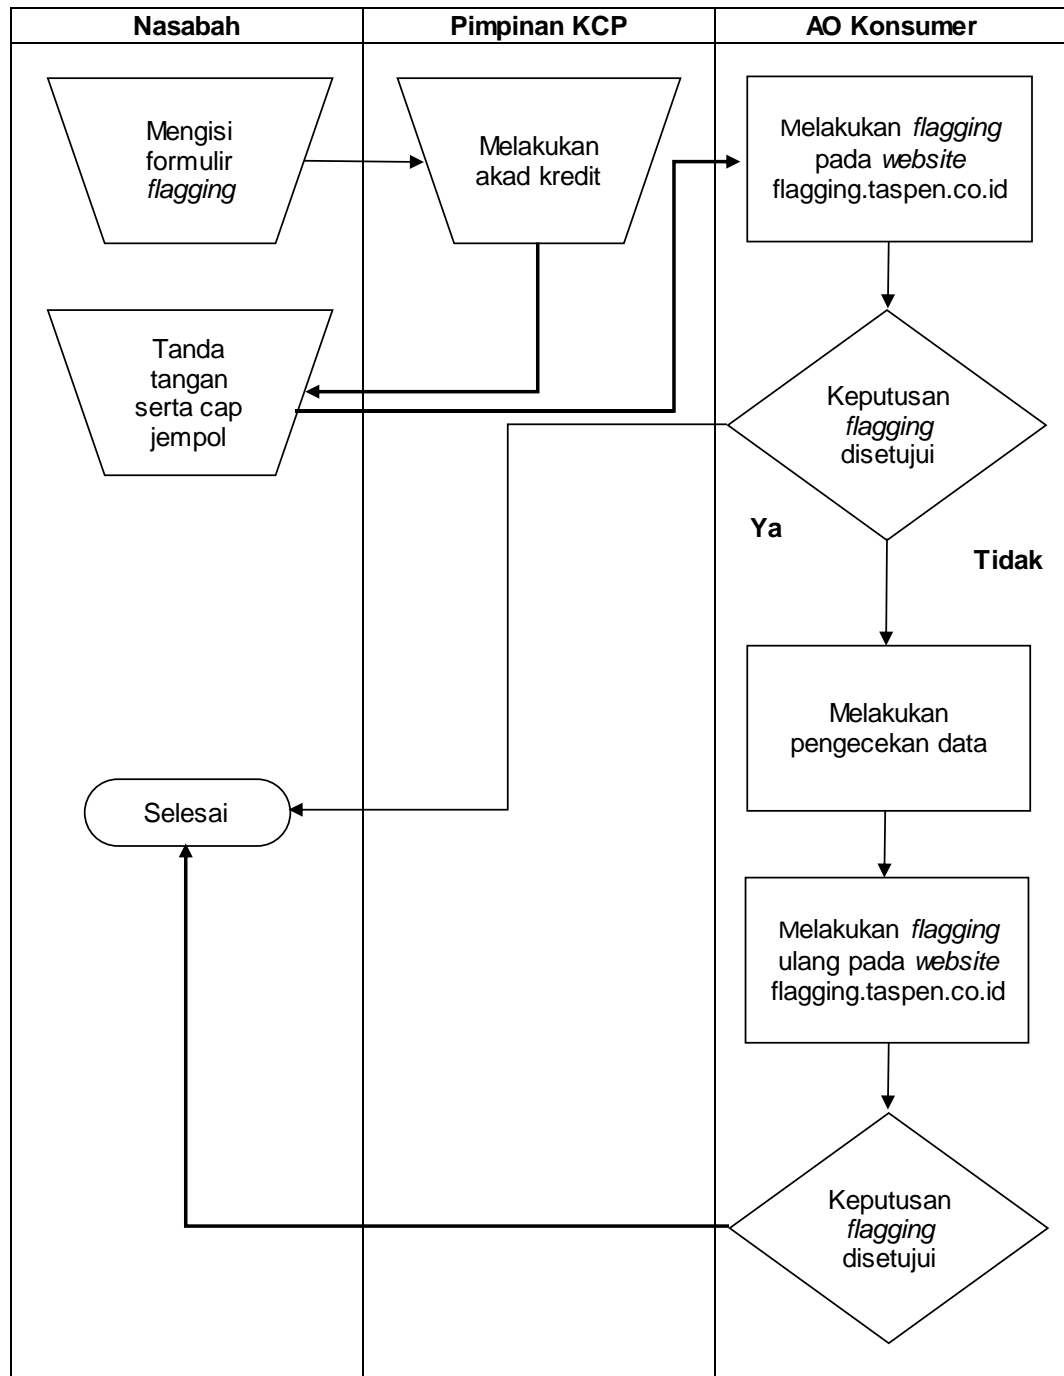 Nasabah
Pimpinan KCP
AO Konsumer
Mengisi
formulir
flagging
Melakukan
akad kredit
Melakukan flagging
pada website
flagging.taspen.co.id
Tanda
tangan
serta cap
jempol
Keputusan
flagging
disetujui
Ya
Tidak
Melakukan
pengecekan data
Selesai
Melakukan flagging
ulang pada website
flagging.taspen.co.id
Keputusan
flagging
disetujui